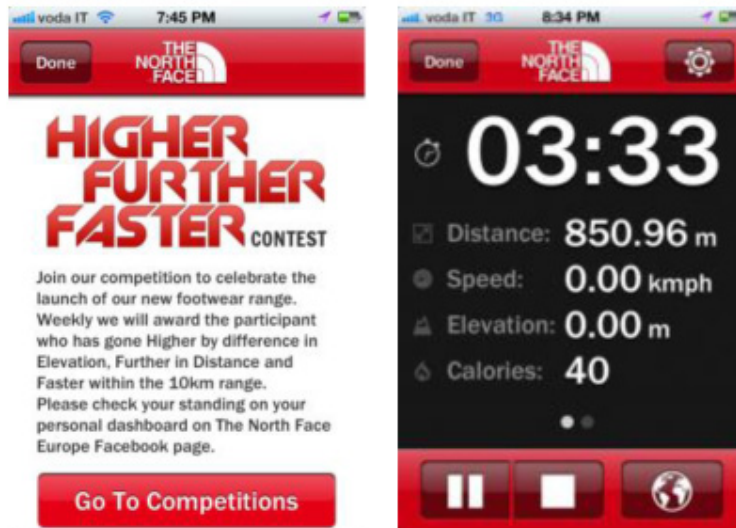 voda IT 7:45 PM
Done
THE
NORTH
FACE
HIGHER
FURTHER
FASTER CONTEST
Join our competition to celebrate the
launch of our new footwear range.
Weekly we will award the participant
who has gone Higher by difference in
Elevation, Further in Distance and
Faster within the 10km range.
Please check your standing on your
personal dashboard on The North Face
Europe Facebook page.
Go To Competitions
voda IT 3G 8:34 PM
Done
THE
NORTH
FACE
03:33
Distance: 850.96 m
Speed: 0.00 kmph
Elevation: 0.00 m
Calories: 40